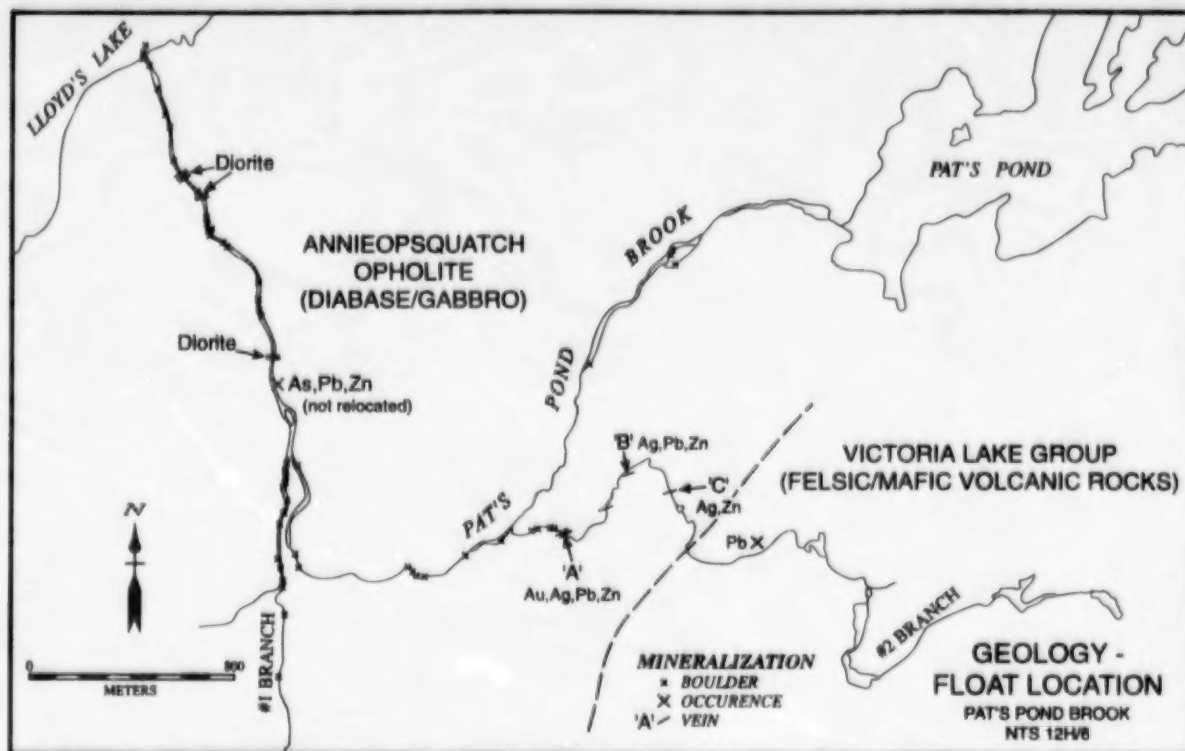 LLOYD'S LAKE
Diorite
PAT'S POND
ANNIEOPSQUATCH
OPHOLITE
(DIABASE/GABBRO)
BROOK
Diorite
As,Pb,Zn
(not relocated)
POND
'B' Ag,Pb,Zn
VICTORIA LAKE GROUP
(FELSIC/MAFIC VOLCANIC ROCKS)
'C'
Ag,Zn
PAT'S
Pb
N
'A'
Au,Ag,Pb,Zn
#1 BRANCH
#2 BRANCH
0 800
METERS
MINERALIZATION
BOULDER
OCCURENCE
'A' VEIN
GEOLOGY -
FLOAT LOCATION
PAT'S POND BROOK
NTS 12H/6